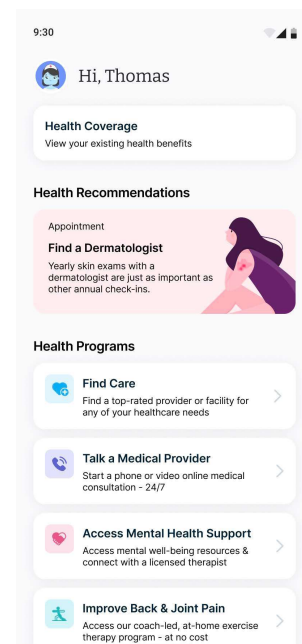 9:30
Hi, Thomas
Health Coverage
View your existing health benefits
Health Recommendations
Appointment
Find a Dermatologist
Yearly skin exams with a
dermatologist are just as important as
other annual check-ins.
Health Programs
Find Care
Find a top-rated provider or facility for
any of your healthcare needs
Talk a Medical Provider
Start a phone or video online medical
consultation - 24/7
Access Mental Health Support
Access mental well-being resources &
connect with a licensed therapist
Improve Back & Joint Pain
Access our coach-led, at-home exercise
therapy program - at no cost